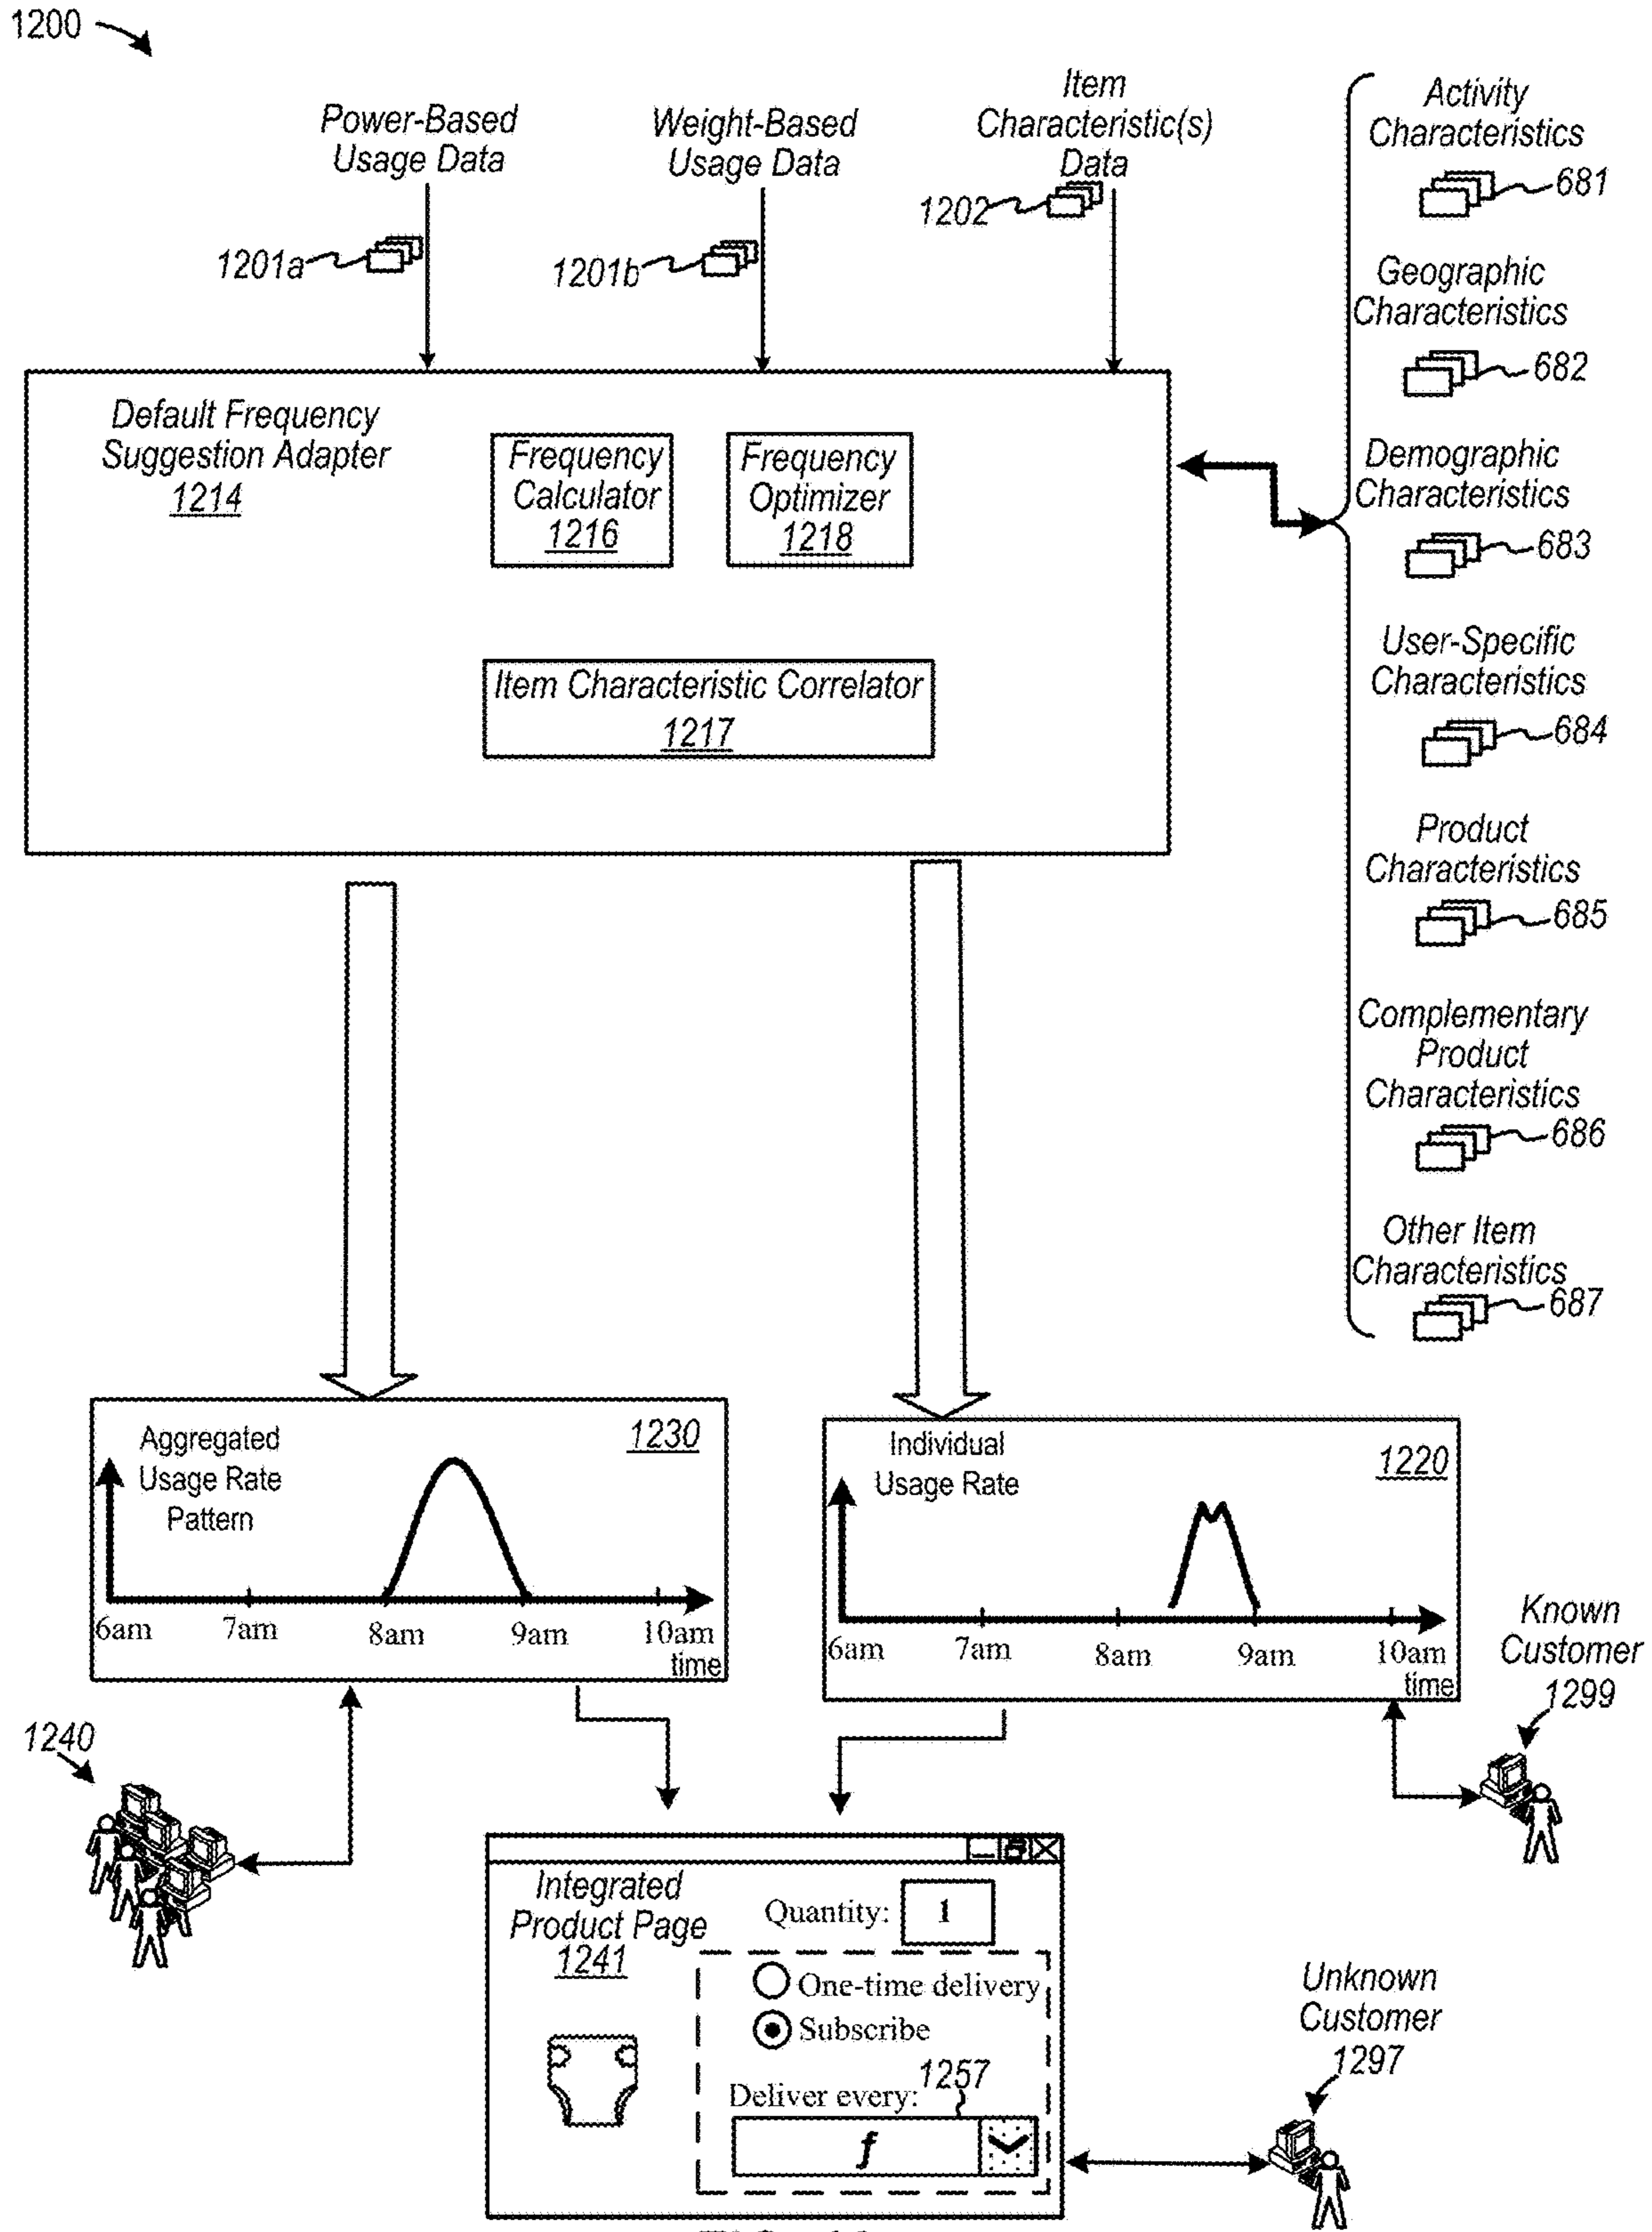 1200
Power-Based
Usage Data
1201a
Weight-Based
Usage Data
1201b
Item
Characteristic(s)
Data
1202
Activity
Characteristics
681
Geographic
Characteristics
682
Demographic
Characteristics
683
User-Specific
Characteristics
684
Product
Characteristics
685
Complementary
Product
Characteristics
686
Other Item
Characteristics
687
Default Frequency
Suggestion Adapter
1214
Frequency
Calculator
1216
Frequency
Optimizer
1218
Item Characteristic Correlator
1217
Aggregated
Usage Rate
Pattern
1230
6am 7am 8am 9am 10am
time
Individual
Usage Rate
1220
6am 7am 8am 9am 10am
time
Known
Customer
1299
1240
Integrated
Product Page
1241
Quantity: 1
One-time delivery
Subscribe
Deliver every:
1257
f
Unknown
Customer
1297